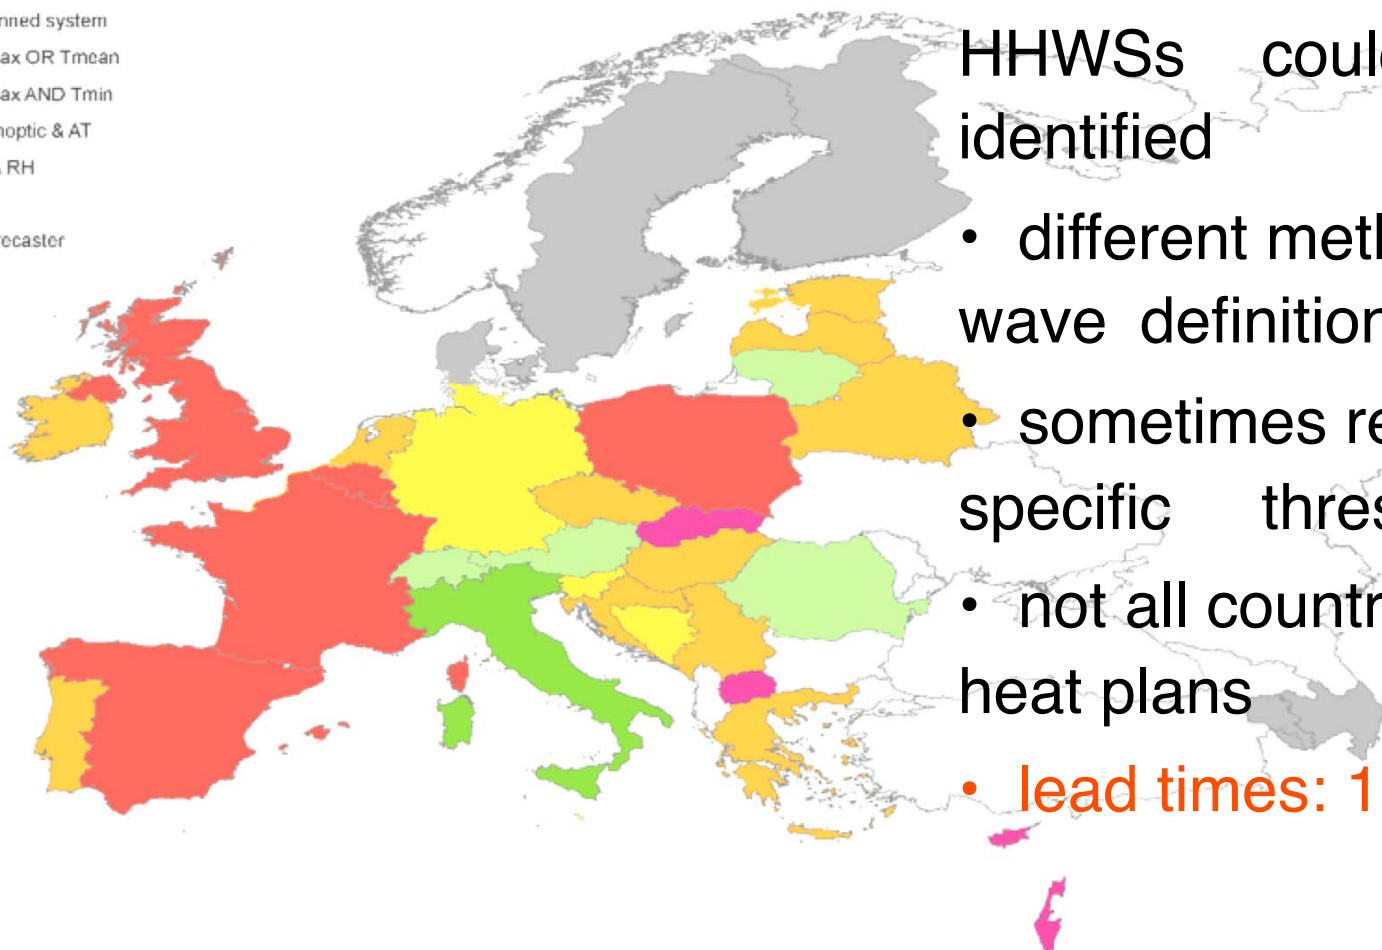 nned system
ax OR Tmean
ax AND Tmin
noptic & AT
RH
ecaster
HHWSs coul
identified
• different met
wave definition
• sometimes re
specific thres
• not all countr
heat plans
• lead times: 1